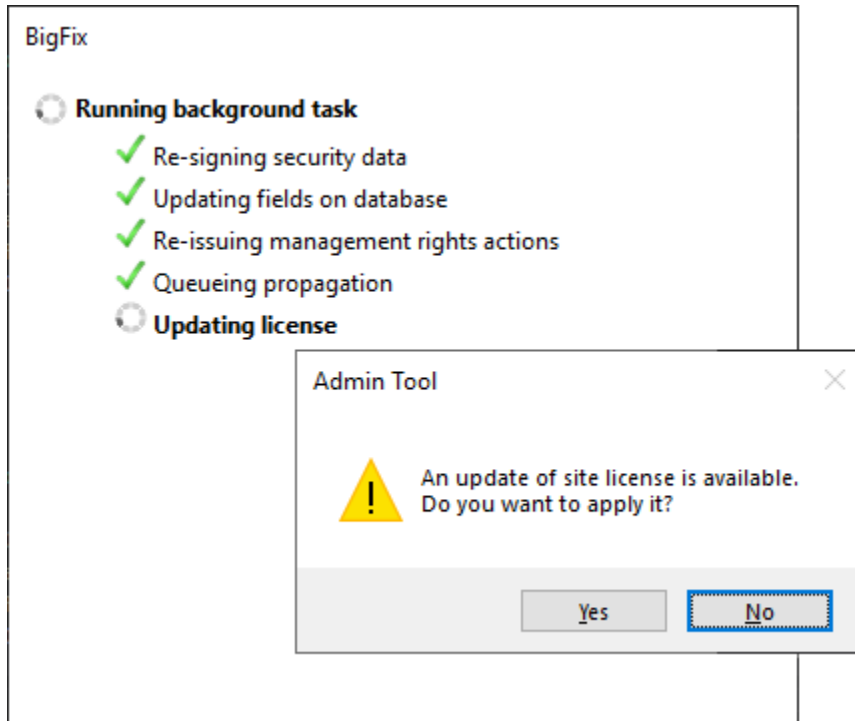 BigFix
Running background task
Re-signing security data
Updating fields on database
Re-issuing management rights actions
Queueing propagation
Updating license
Admin Tool
An update of site license is available.
Do you want to apply it?
Yes
No